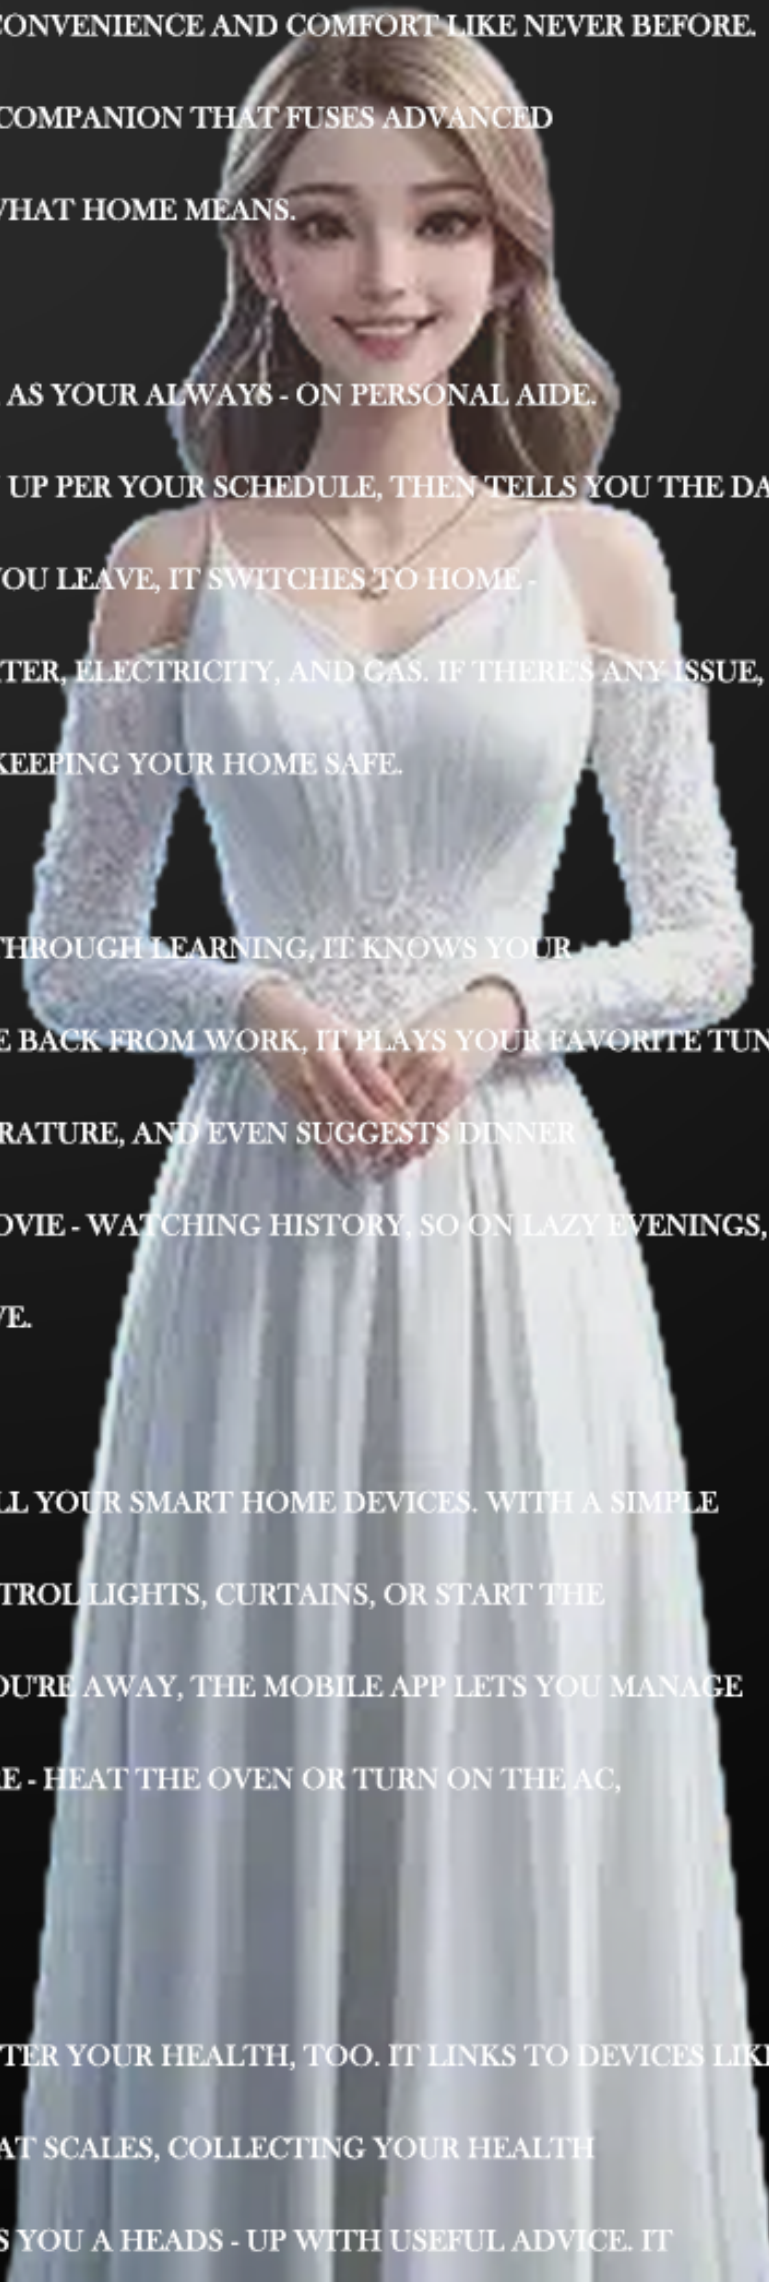 CONVENIENCE AND COMFORT LIKE NEVER BEFORE.
COMPANION THAT FUSES ADVANCED
WHAT HOME MEANS.
AS YOUR ALWAYS - ON PERSONAL AIDE.
UP PER YOUR SCHEDULE, THEN TELLS YOU THE DA
YOU LEAVE, IT SWITCHES TO HOME -
TER, ELECTRICITY, AND GAS. IF THERE'S ANY ISSUE,
KEEPING YOUR HOME SAFE.
THROUGH LEARNING, IT KNOWS YOUR
E BACK FROM WORK, IT PLAYS YOUR FAVORITE TUN
RATURE, AND EVEN SUGGESTS DINNER
OVIE - WATCHING HISTORY, SO ON LAZY EVENINGS,
VE.
LL YOUR SMART HOME DEVICES. WITH A SIMPLE
TROL LIGHTS, CURTAINS, OR START THE
OU'RE AWAY, THE MOBILE APP LETS YOU MANAGE
E - HEAT THE OVEN OR TURN ON THE AC,
TER YOUR HEALTH, TOO. IT LINKS TO DEVICES LIKE
AT SCALES, COLLECTING YOUR HEALTH
S YOU A HEADS - UP WITH USEFUL ADVICE. IT